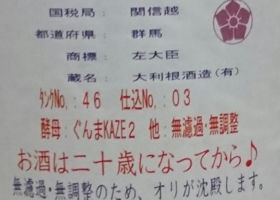 国税局：関信越
都道府県：群馬
商標：左大臣
蔵名：大利根酒造(有)
ﾀﾝｸNo.：46 仕込No.：03
酵母：ぐんまKAZE2 他：無濾過・無調整
お酒は二十歳になってから♪
無濾過・無調整のため、オリが沈殿します。